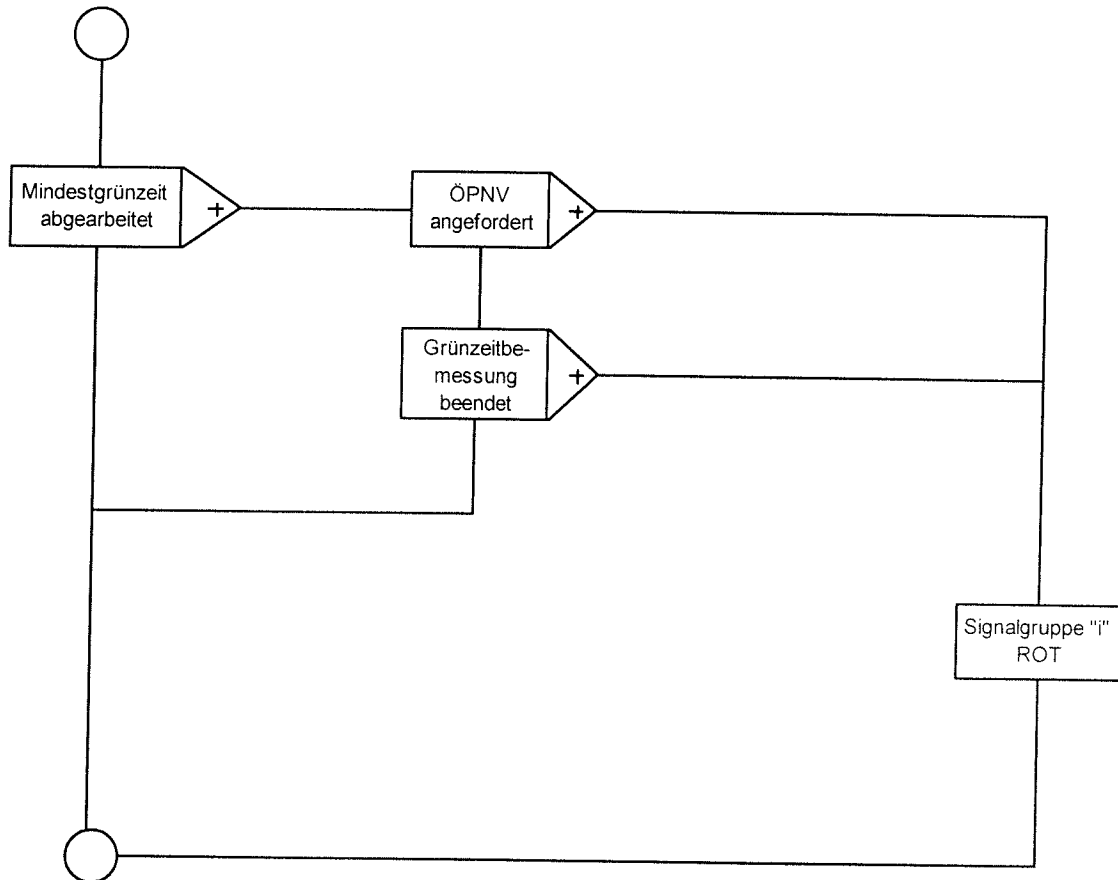 Mindestgrünzeit
abgearbeitet
+
ÖPNV
angefordert
+
Grünzeitbe-
messung
beendet
+
Signalgruppe "i"
ROT